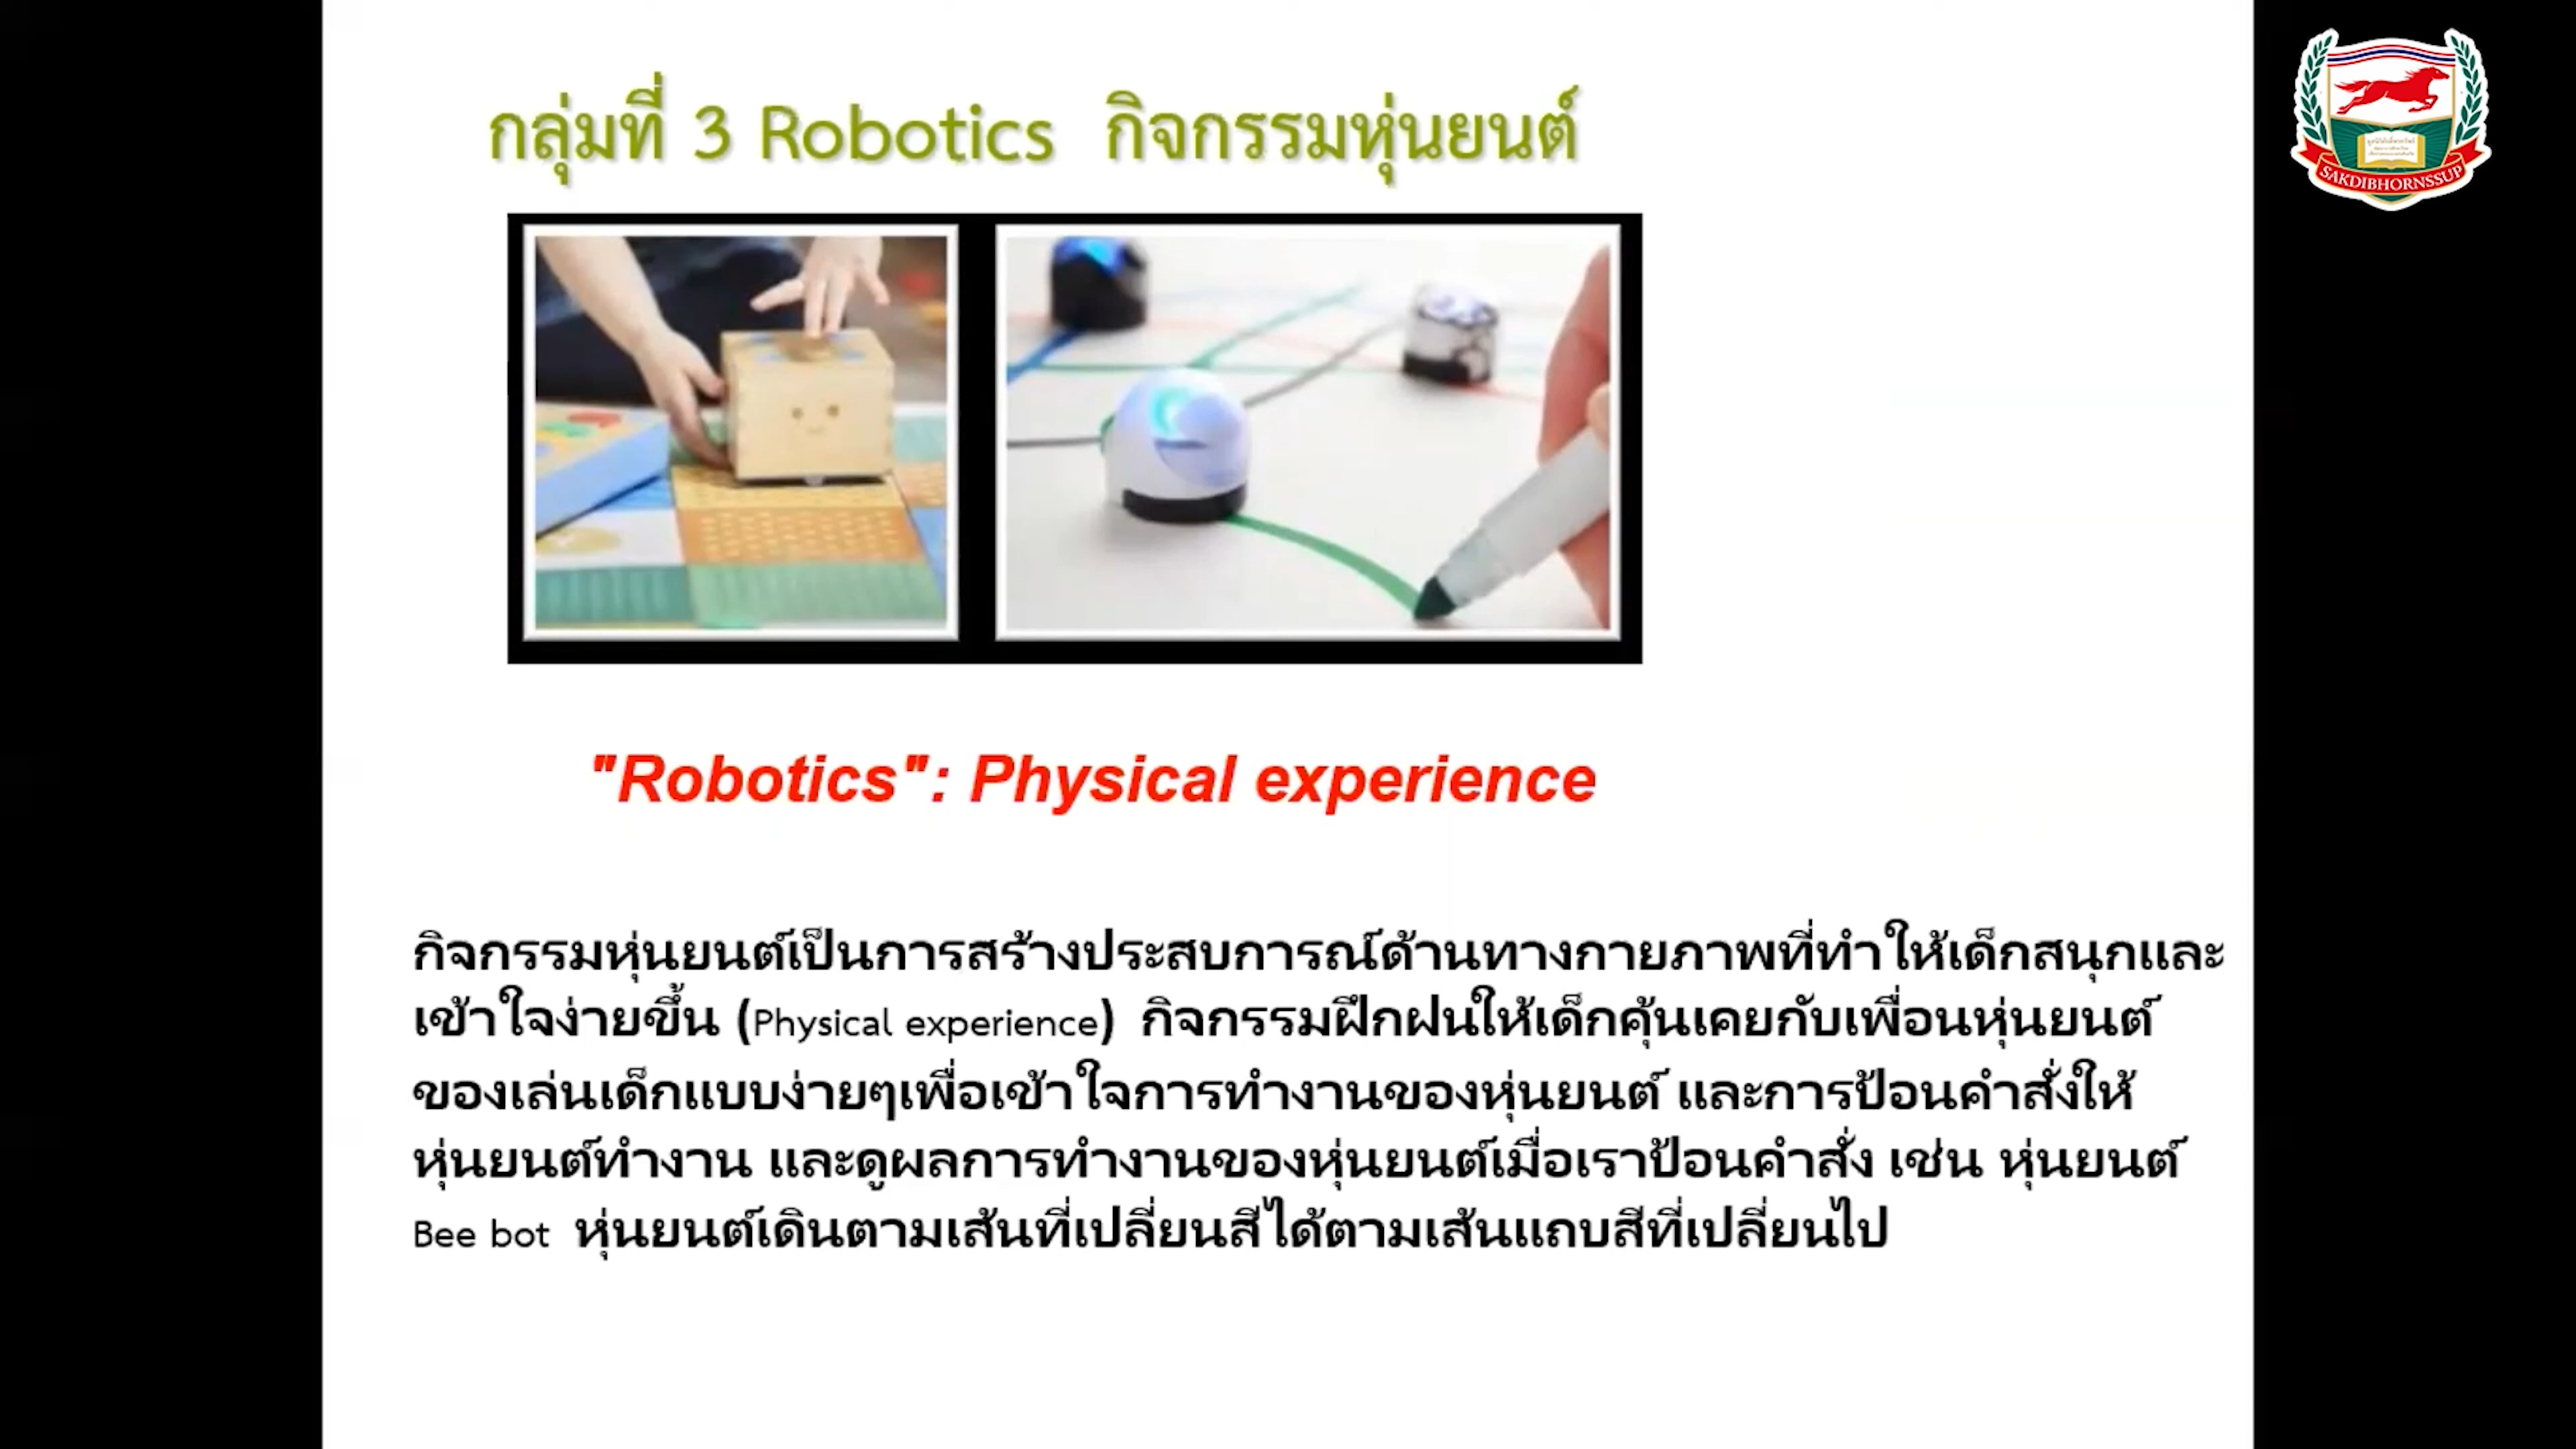 กลุ่มที่ 3 Robotics กิจกรรมหุ่นยนต์
SAKDIBHORNSSUP
"Robotics": Physical experience
กิจกรรมหุ่นยนต์เป็นการสร้างประสบการณ์ด้านทางกายภาพที่ทำให้เด็กสนุกและ
เข้าใจง่ายขึ้น (Physical experience) กิจกรรมฝึกฝนให้เด็กคุ้นเคยกับเพื่อนหุ่นยนต์
ของเล่นเด็กแบบง่ายๆเพื่อเข้าใจการทำงานของหุ่นยนต์ และการป้อนคำสั่งให้
หุ่นยนต์ทำงาน และดูผลการทำงานของหุ่นยนต์เมื่อเราป้อนคำสั่ง เช่น หุ่นยนต์
Bee bot หุ่นยนต์เดินตามเส้นที่เปลี่ยนสีได้ตามเส้นแถบสีที่เปลี่ยนไป